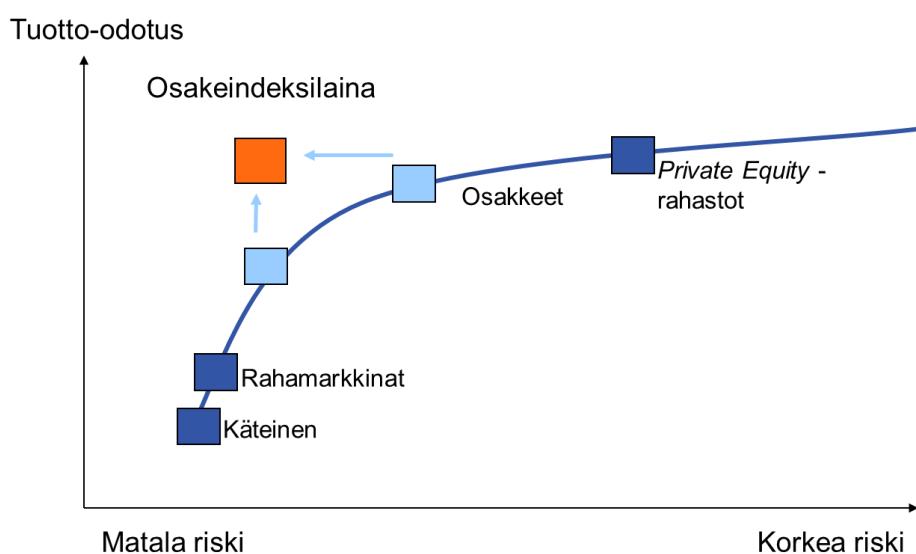 Tuotto-odotus
Osakeindeksilaina
Private Equity -
rahastot
Osakkeet
Rahamarkkinat
Käteinen
Matala riski
Korkea riski